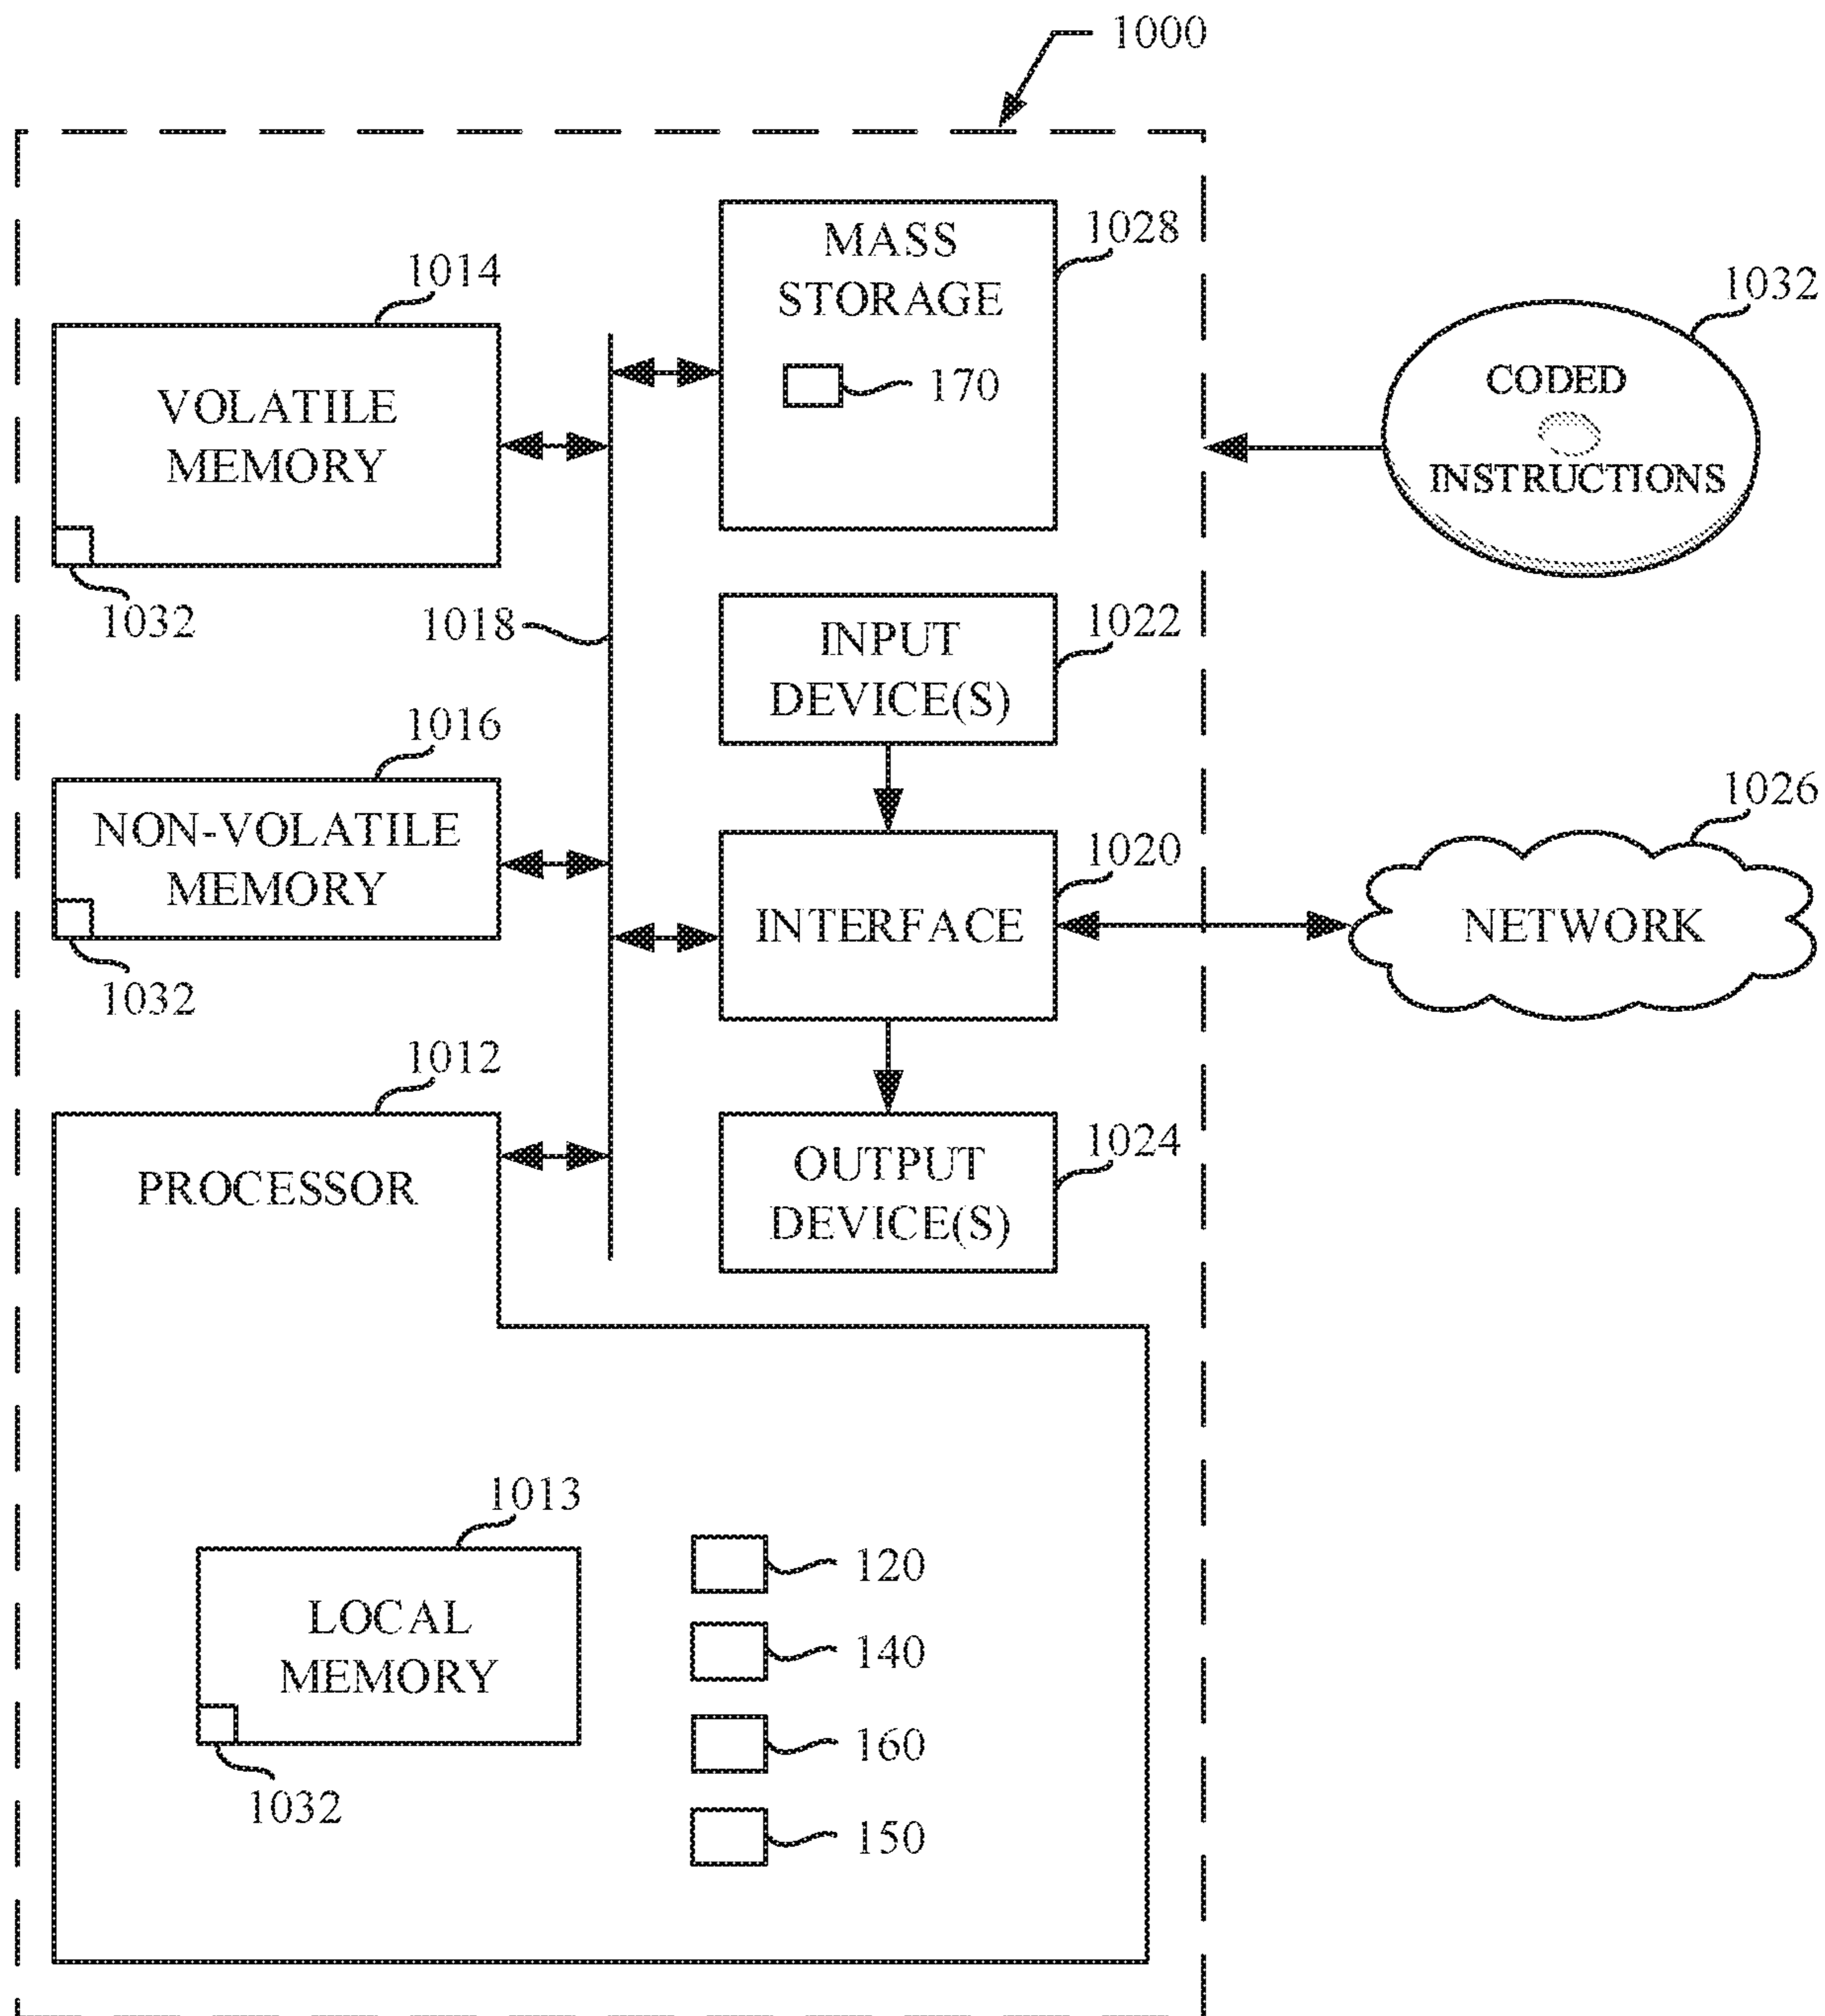 1000
MASS
STORAGE
1028
170
1014
VOLATILE
MEMORY
1032
1032
CODED
INSTRUCTIONS
1018
INPUT
DEVICE(S)
1022
1016
NON-VOLATILE
MEMORY
1032
INTERFACE
1020
1026
NETWORK
1012
PROCESSOR
OUTPUT
DEVICE(S)
1024
1013
LOCAL
MEMORY
1032
120
140
160
150